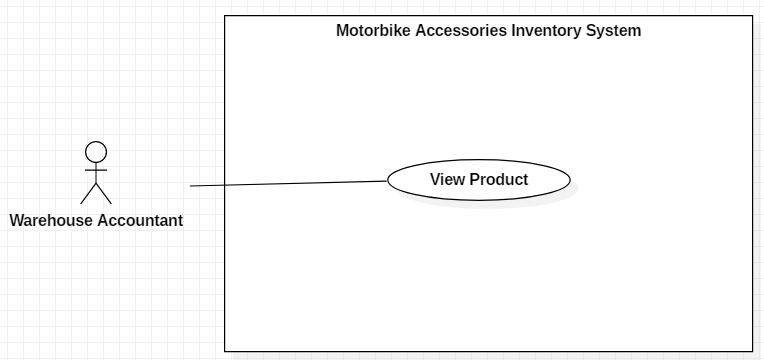 Motorbike Accessories Inventory System
View Product
Warehouse Accountant